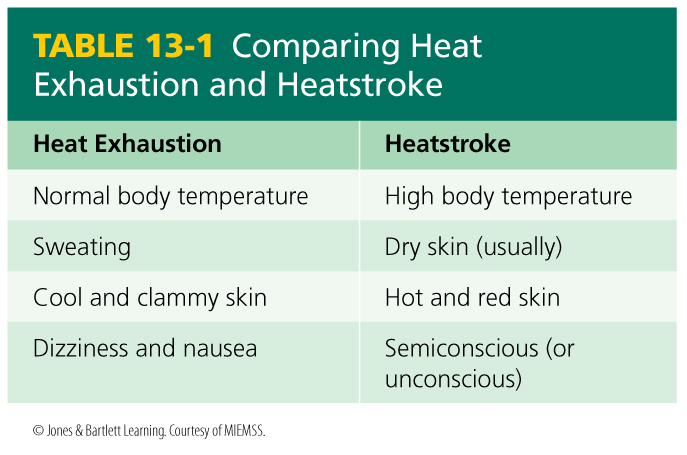 TABLE 13-1 Comparing Heat
Exhaustion and Heatstroke
Heat Exhaustion Heatstroke
Normal body temperature High body temperature
Sweating Dry skin (usually)
Cool and clammy skin Hot and red skin
Dizziness and nausea Semiconscious (or
unconscious)
© Jones & Bartlett Learning. Courtesy of MIEMSS.